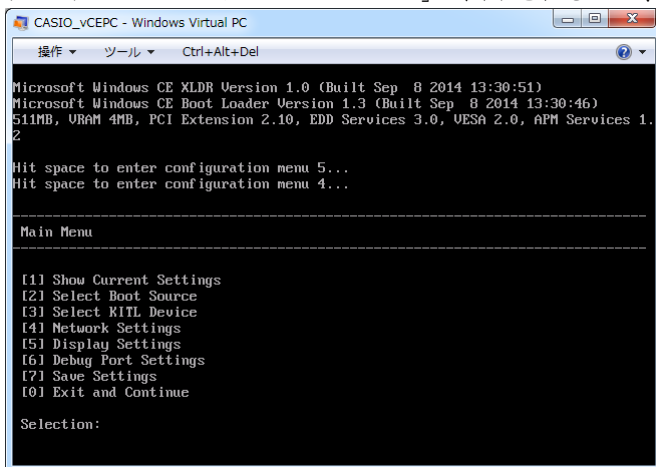 CASIO_vCEPC - Windows Virtual PC
操作 ▼ ツール ▼ Ctrl+Alt+Del
Microsoft Windows CE XLDR Version 1.0 (Built Sep  8 2014 13:30:51)
Microsoft Windows CE Boot Loader Version 1.3 (Built Sep  8 2014 13:30:46)
511MB, VRAM 4MB, PCI Extension 2.10, EDD Services 3.0, VESA 2.0, APM Services 1.
2
Hit space to enter configuration menu 5...
Hit space to enter configuration menu 4...
Main Menu
[1] Show Current Settings
[2] Select Boot Source
[3] Select KITL Device
[4] Network Settings
[5] Display Settings
[6] Debug Port Settings
[7] Save Settings
[0] Exit and Continue
Selection: